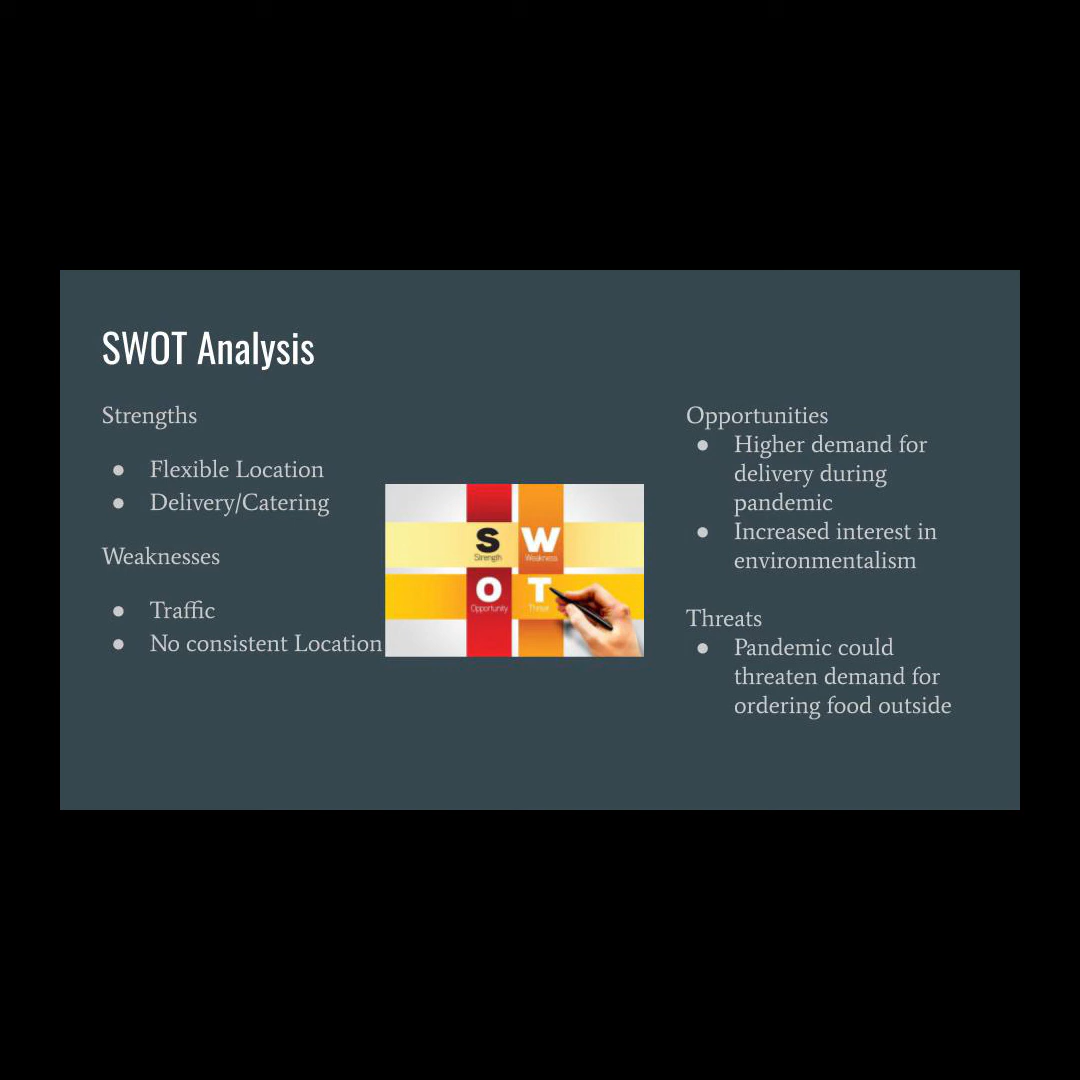 SWOT Analysis
Strengths
● Flexible Location
● Delivery/Catering
Weaknesses
● Traffic
● No consistent Location
S
Strength
W
Weakness
O
Opportunity
T
Threat
Opportunities
● Higher demand for
delivery during
pandemic
● Increased interest in
environmentalism
Threats
● Pandemic could
threaten demand for
ordering food outside